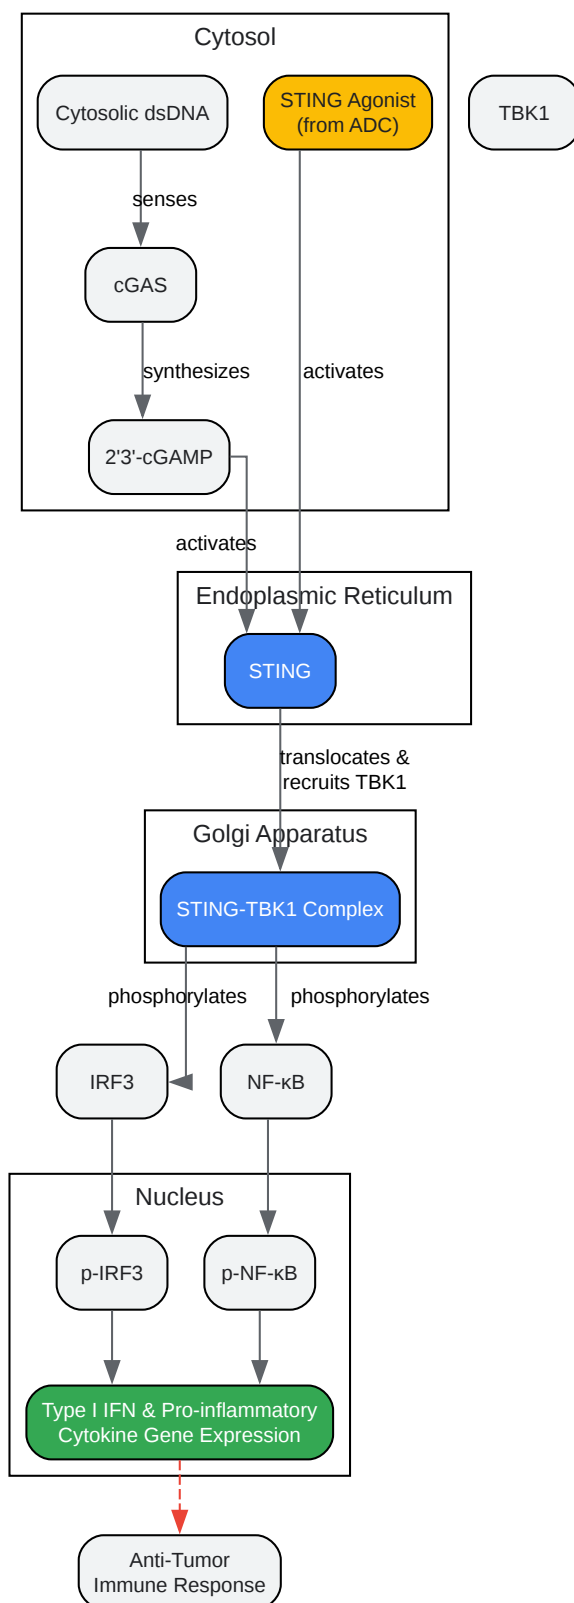 Cytosol
Cytosolic dsDNA
STING Agonist
(from ADC)
TBK1
senses
cGAS
synthesizes
activates
2'3'-cGAMP
activates
Endoplasmic Reticulum
STING
translocates &
recruits TBK1
Golgi Apparatus
STING-TBK1 Complex
phosphorylates
phosphorylates
IRF3
NF-κB
Nucleus
p-IRF3
p-NF-κB
Type I IFN & Pro-inflammatory
Cytokine Gene Expression
Anti-Tumor
Immune Response